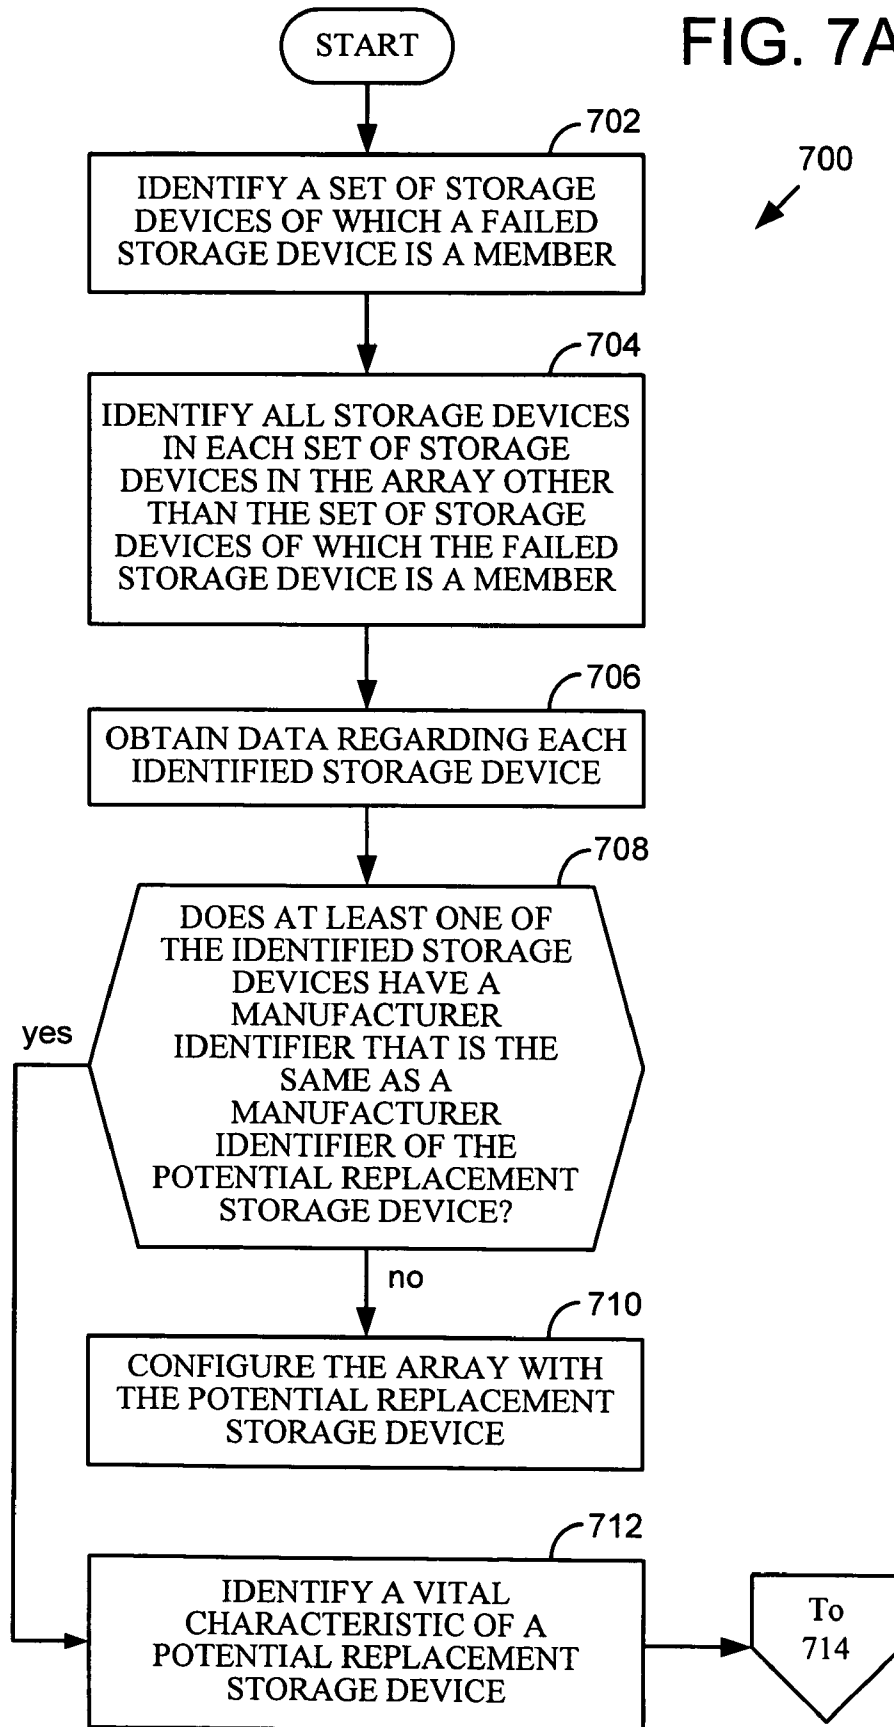 START
FIG. 7A
702
700
IDENTIFY A SET OF STORAGE
DEVICES OF WHICH A FAILED
STORAGE DEVICE IS A MEMBER
704
IDENTIFY ALL STORAGE DEVICES
IN EACH SET OF STORAGE
DEVICES IN THE ARRAY OTHER
THAN THE SET OF STORAGE
DEVICES OF WHICH THE FAILED
STORAGE DEVICE IS A MEMBER
706
OBTAIN DATA REGARDING EACH
IDENTIFIED STORAGE DEVICE
708
DOES AT LEAST ONE OF
THE IDENTIFIED STORAGE
DEVICES HAVE A
MANUFACTURER
IDENTIFIER THAT IS THE
SAME AS A
MANUFACTURER
IDENTIFIER OF THE
POTENTIAL REPLACEMENT
STORAGE DEVICE?
yes
no
710
CONFIGURE THE ARRAY WITH
THE POTENTIAL REPLACEMENT
STORAGE DEVICE
712
IDENTIFY A VITAL
CHARACTERISTIC OF A
POTENTIAL REPLACEMENT
STORAGE DEVICE
To
714